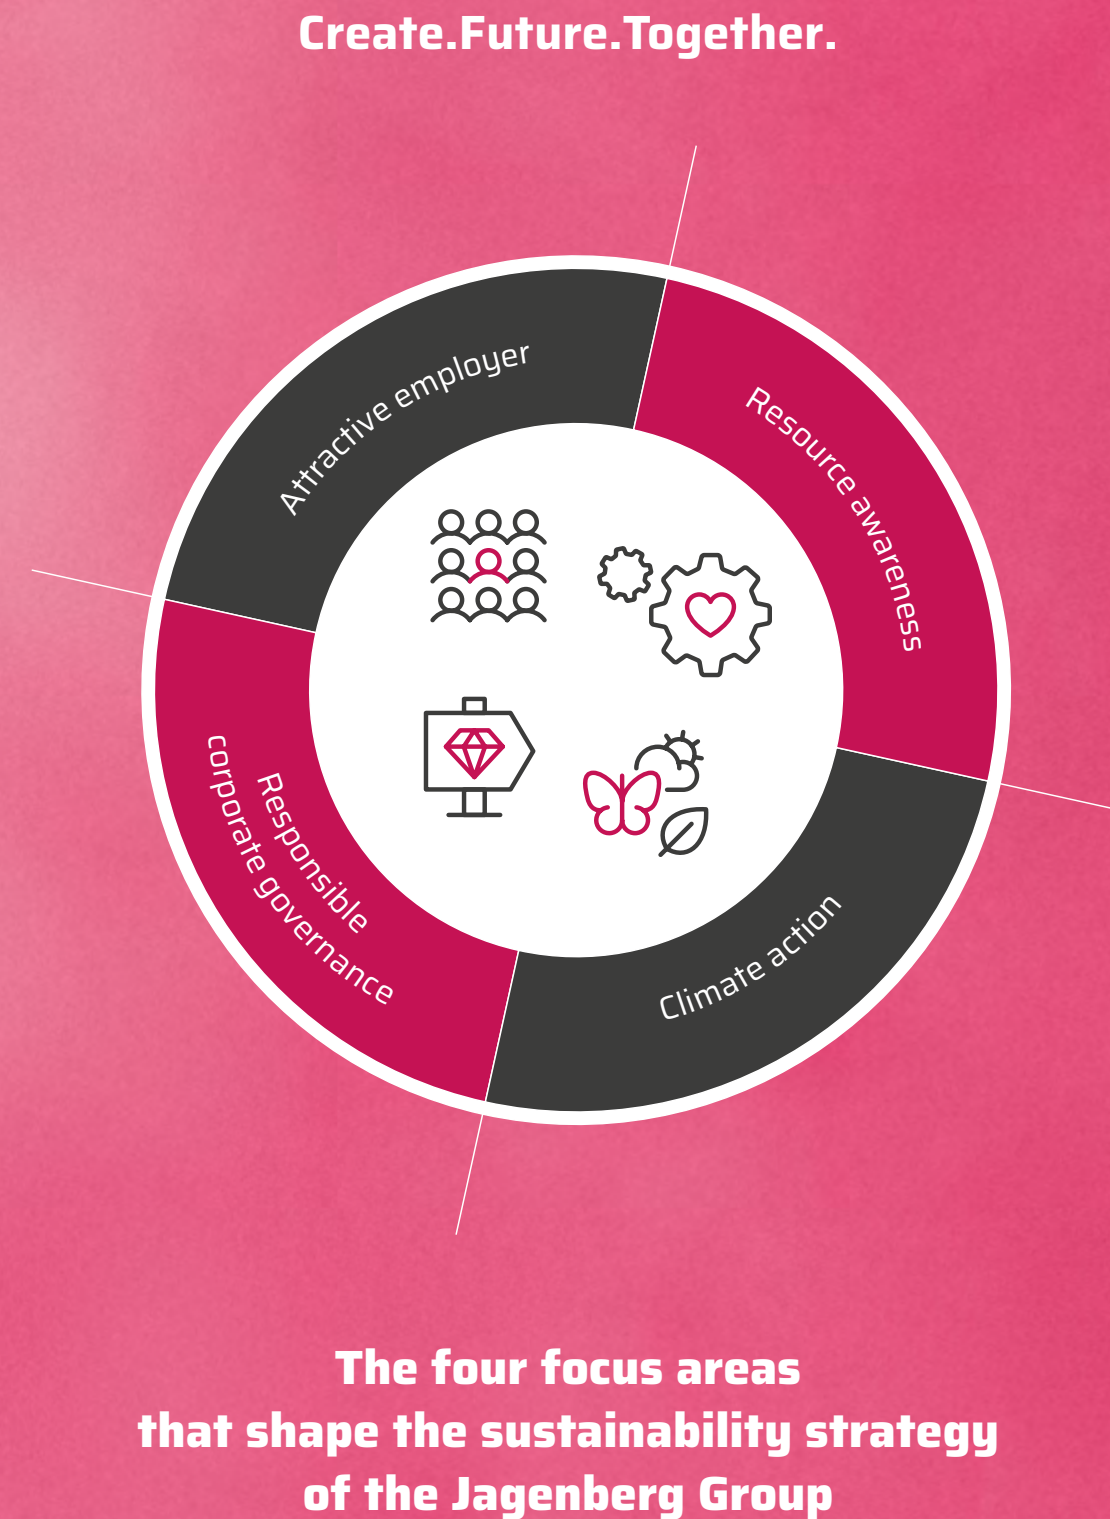 Create.Future.Together.
Attractive employer
Resource awareness
Responsible
corporate governance
Climate action
The four focus areas
that shape the sustainability strategy
of the Jagenberg Group